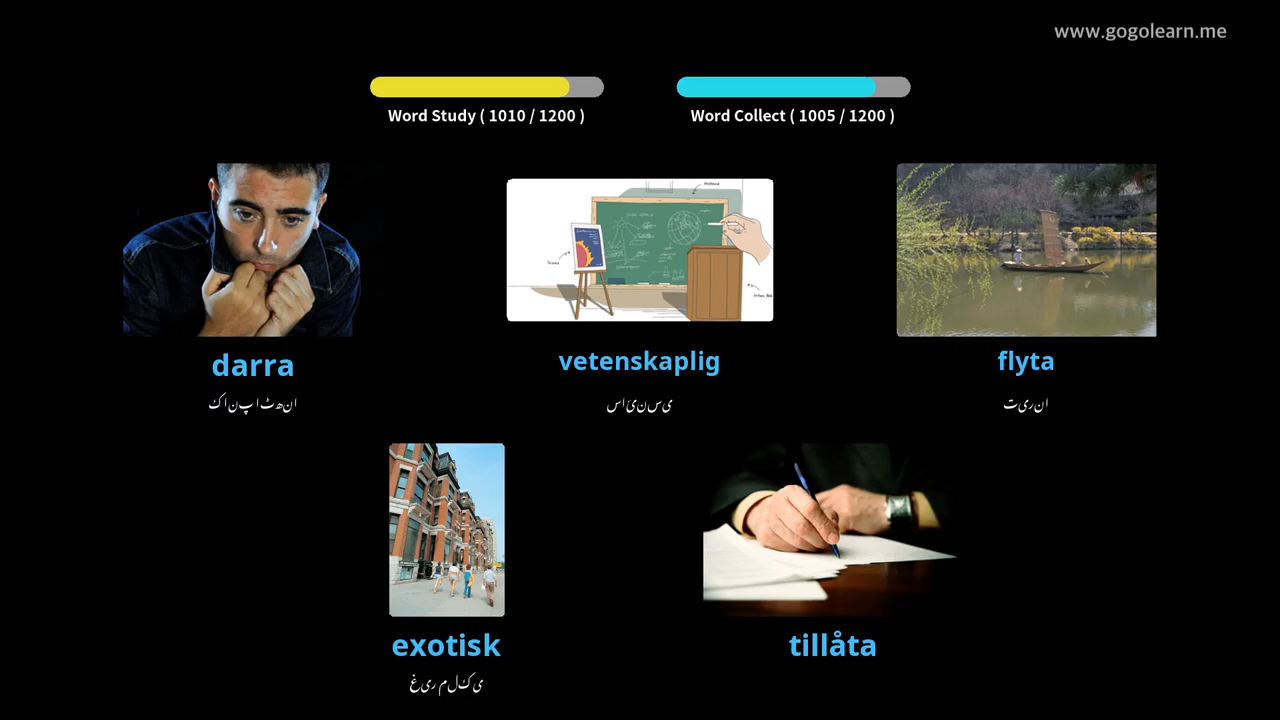 www.gogolearn.me
Word Study ( 1010 / 1200 )
Word Collect ( 1005 / 1200 )
darra
کانپ اٹھنا
vetenskaplig
سائنسی
flyta
تیرنا
exotisk
غیر ملکی
tillåta